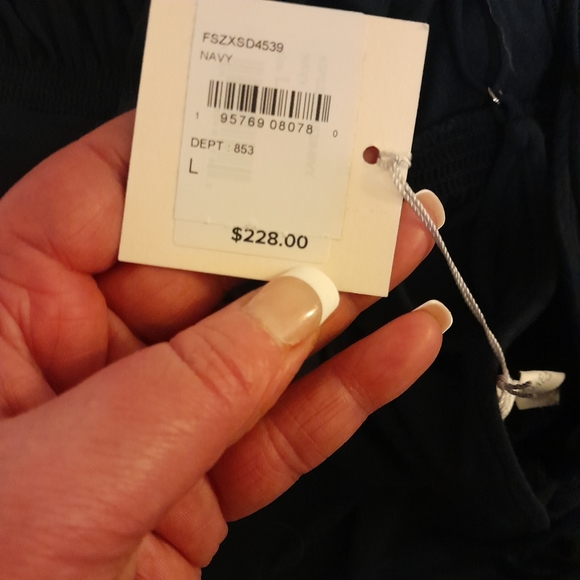 FSZXSD4539
NAVY
1 95769 08078 0
DEPT : 853
L
$228.00